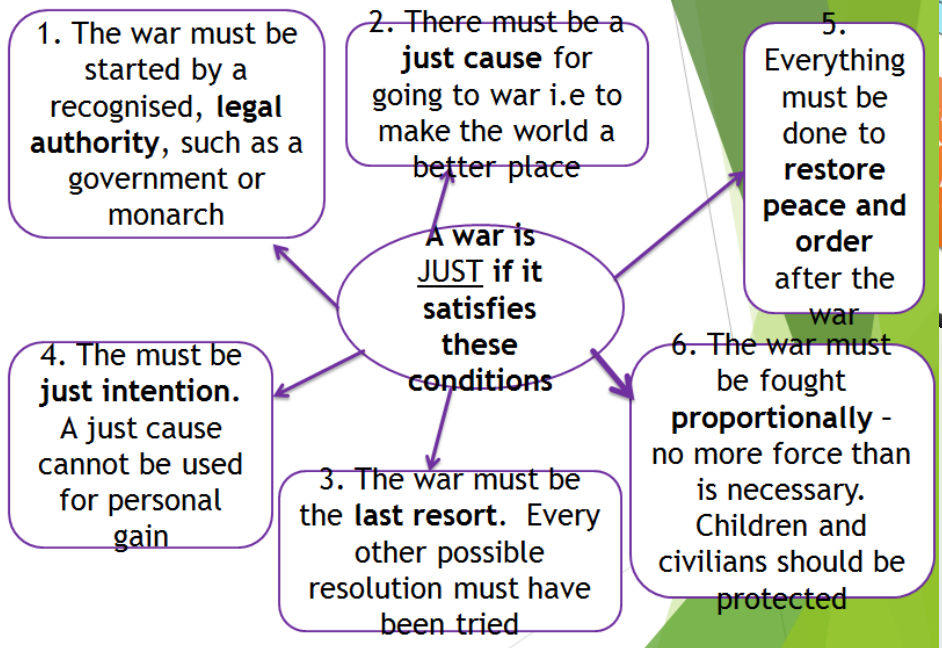 1. The war must be
started by a
recognised, legal
authority, such as a
government or
monarch
2. There must be a
just cause for
going to war i.e to
make the world a
better place
5.
Everything
must be
done to
restore
peace and
order
after the
war
A war is
JUST if it
satisfies
these
conditions
4. The must be
just intention.
A just cause
cannot be used
for personal
gain
3. The war must be
the last resort.  Every
other possible
resolution must have
been tried
6. The war must
be fought
proportionally –
no more force than
is necessary.
Children and
civilians should be
protected